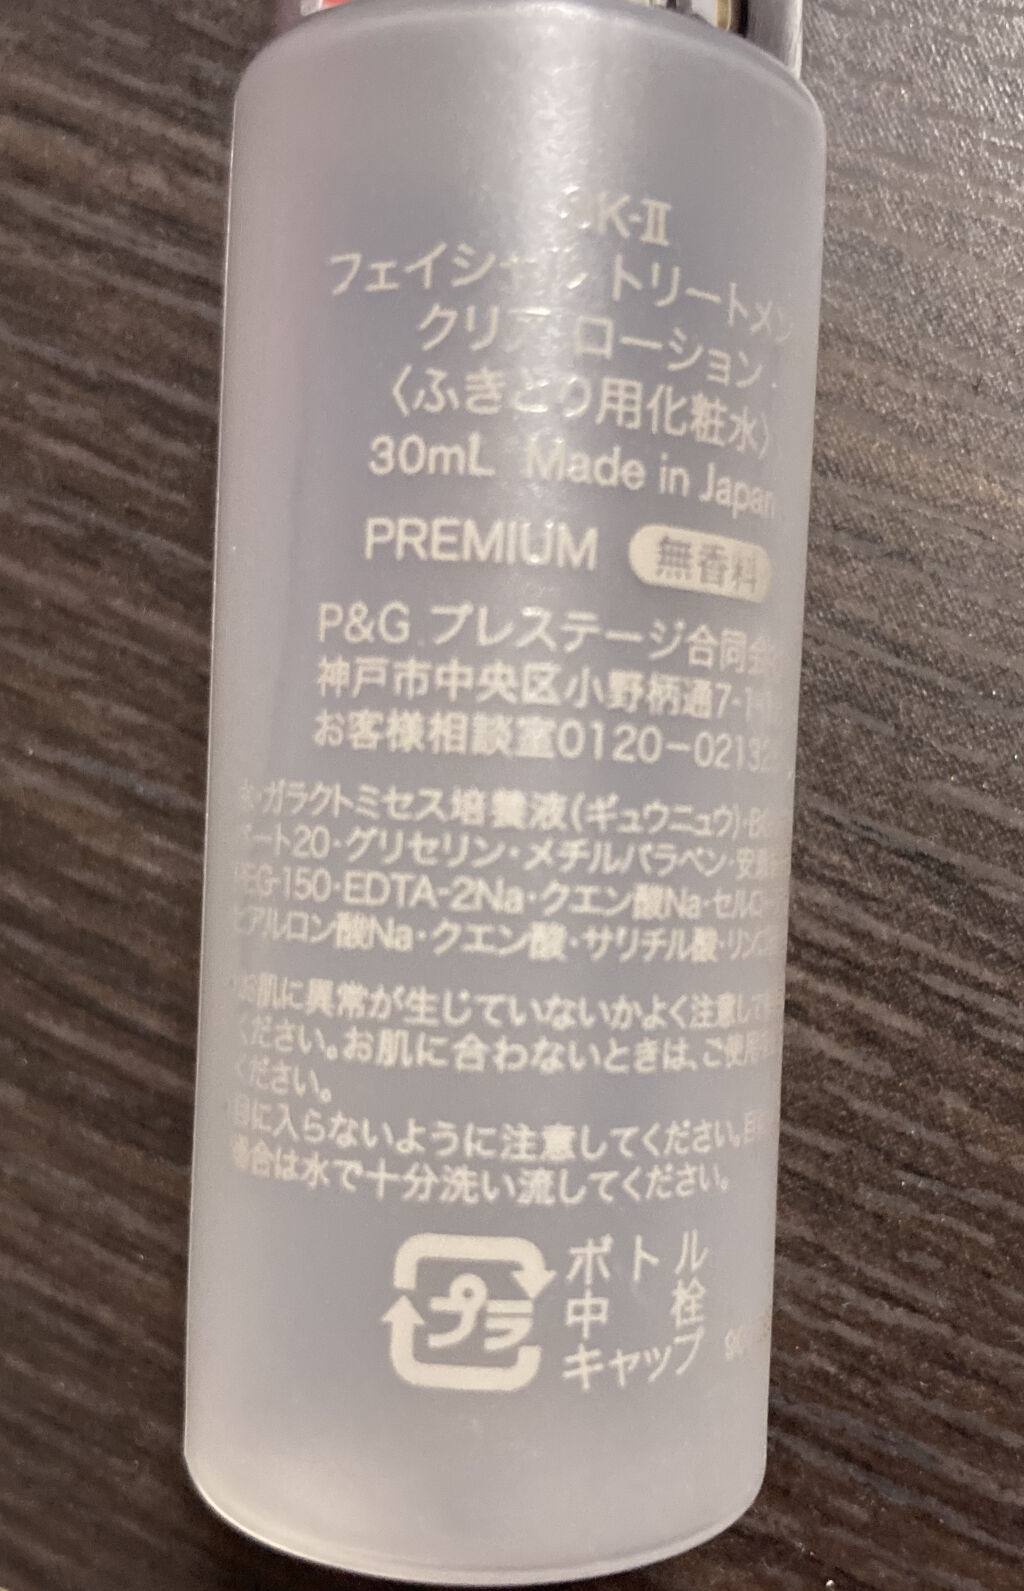 K-II
フェイシャル トリートメン
クリア ローション
〈ふきとり用化粧水〉
30mL Made in Japan
PREMIUM 無香料
P&G プレステージ合同会
神戸市中央区小野柄通7-1-
お客様相談室0120-02132
水・ガラクトミセス培養液(ギュウニュウ)・
ート20・グリセリン・メチルパラベン・安
PEG-150・EDTA-2Na・クエン酸Na・セルロ
ヒアルロン酸Na・クエン酸・サリチル酸・リン
お肌に異常が生じていないかよく注意して
ください。お肌に合わないときは、ご使用
ください。
目に入らないように注意してください。
場合は水で十分洗い流してください。
プラ
ボトル
中 栓
キャップ